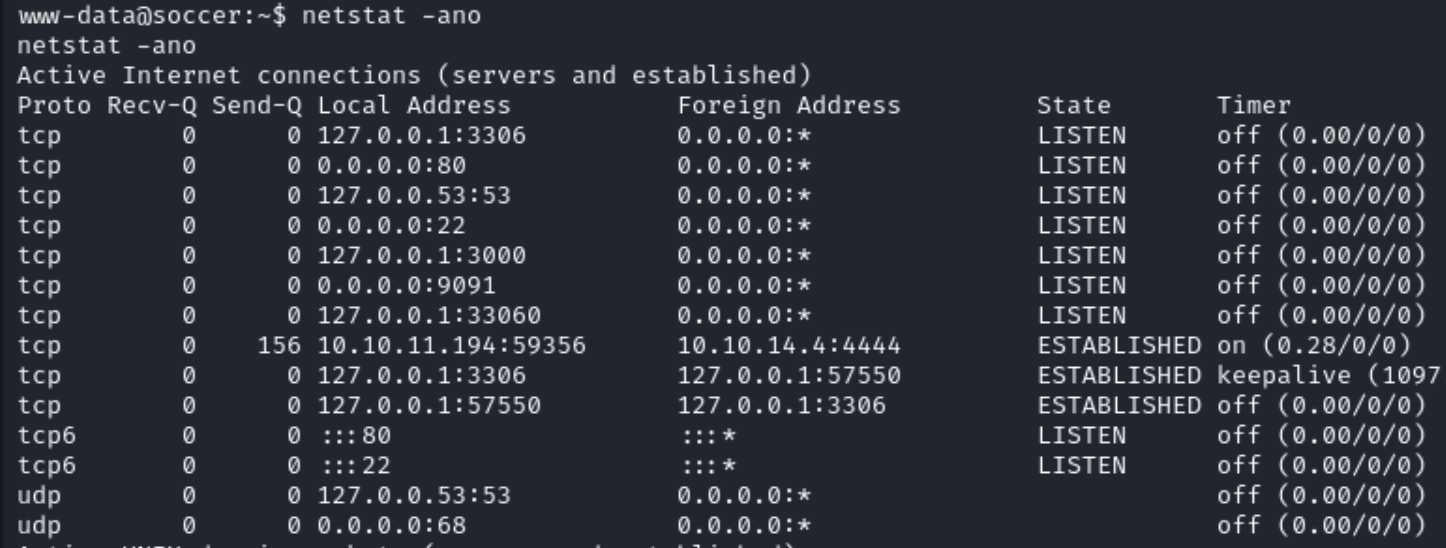 www-data@soccer:~$ netstat -ano
netstat -ano
Active Internet connections (servers and established)
Proto Recv-Q Send-Q Local Address           Foreign Address         State       Timer
tcp        0      0 127.0.0.1:3306          0.0.0.0:*               LISTEN      off (0.00/0/0)
tcp        0      0 0.0.0.0:80              0.0.0.0:*               LISTEN      off (0.00/0/0)
tcp        0      0 127.0.0.53:53           0.0.0.0:*               LISTEN      off (0.00/0/0)
tcp        0      0 0.0.0.0:22              0.0.0.0:*               LISTEN      off (0.00/0/0)
tcp        0      0 127.0.0.1:3000          0.0.0.0:*               LISTEN      off (0.00/0/0)
tcp        0      0 0.0.0.0:9091            0.0.0.0:*               LISTEN      off (0.00/0/0)
tcp        0      0 127.0.0.1:33060         0.0.0.0:*               LISTEN      off (0.00/0/0)
tcp        0    156 10.10.11.194:59356      10.10.14.4:4444         ESTABLISHED on (0.28/0/0)
tcp        0      0 127.0.0.1:3306          127.0.0.1:57550         ESTABLISHED keepalive (1097
tcp        0      0 127.0.0.1:57550         127.0.0.1:3306          ESTABLISHED off (0.00/0/0)
tcp6       0      0 :::80                   :::*                    LISTEN      off (0.00/0/0)
tcp6       0      0 :::22                   :::*                    LISTEN      off (0.00/0/0)
udp        0      0 127.0.0.53:53           0.0.0.0:*                           off (0.00/0/0)
udp        0      0 0.0.0.0:68              0.0.0.0:*                           off (0.00/0/0)